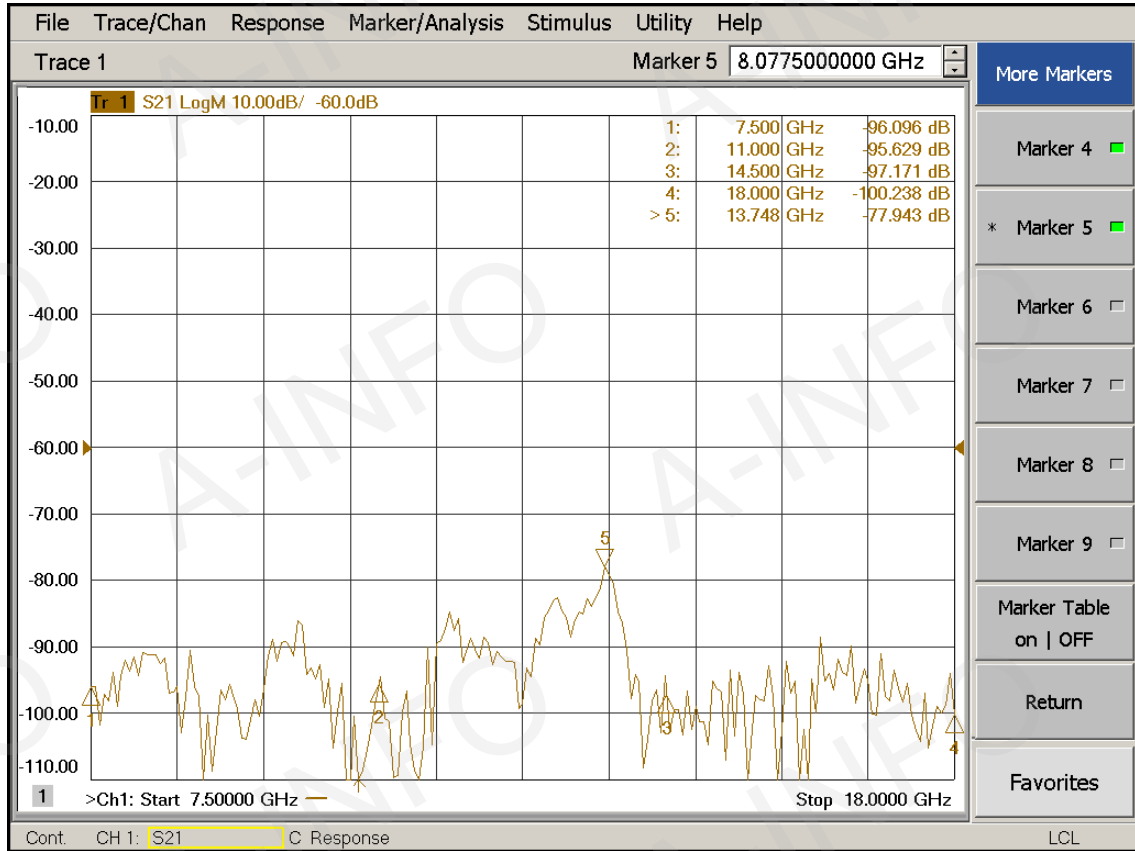 File Trace/Chan Response Marker/Analysis Stimulus Utility Help
Trace 1 Marker 5 8.0775000000 GHz
More Markers
Tr 1 S21 LogM 10.00dB/ -60.0dB
1: 7.500 GHz -96.096 dB
2: 11.000 GHz -95.629 dB
3: 14.500 GHz -97.171 dB
4: 18.000 GHz -100.238 dB
> 5: 13.748 GHz -77.943 dB
-10.00
-20.00
-30.00
-40.00
-50.00
-60.00
-70.00
-80.00
-90.00
-100.00
-110.00
5
2
3
4
1 >Ch1: Start 7.50000 GHz — Stop 18.0000 GHz
Marker 4
* Marker 5
Marker 6
Marker 7
Marker 8
Marker 9
Marker Table
on | OFF
Return
Favorites
Cont. CH 1: S21 C Response LCL
A-INFO
A-INFO
A-INFO
A-INFO